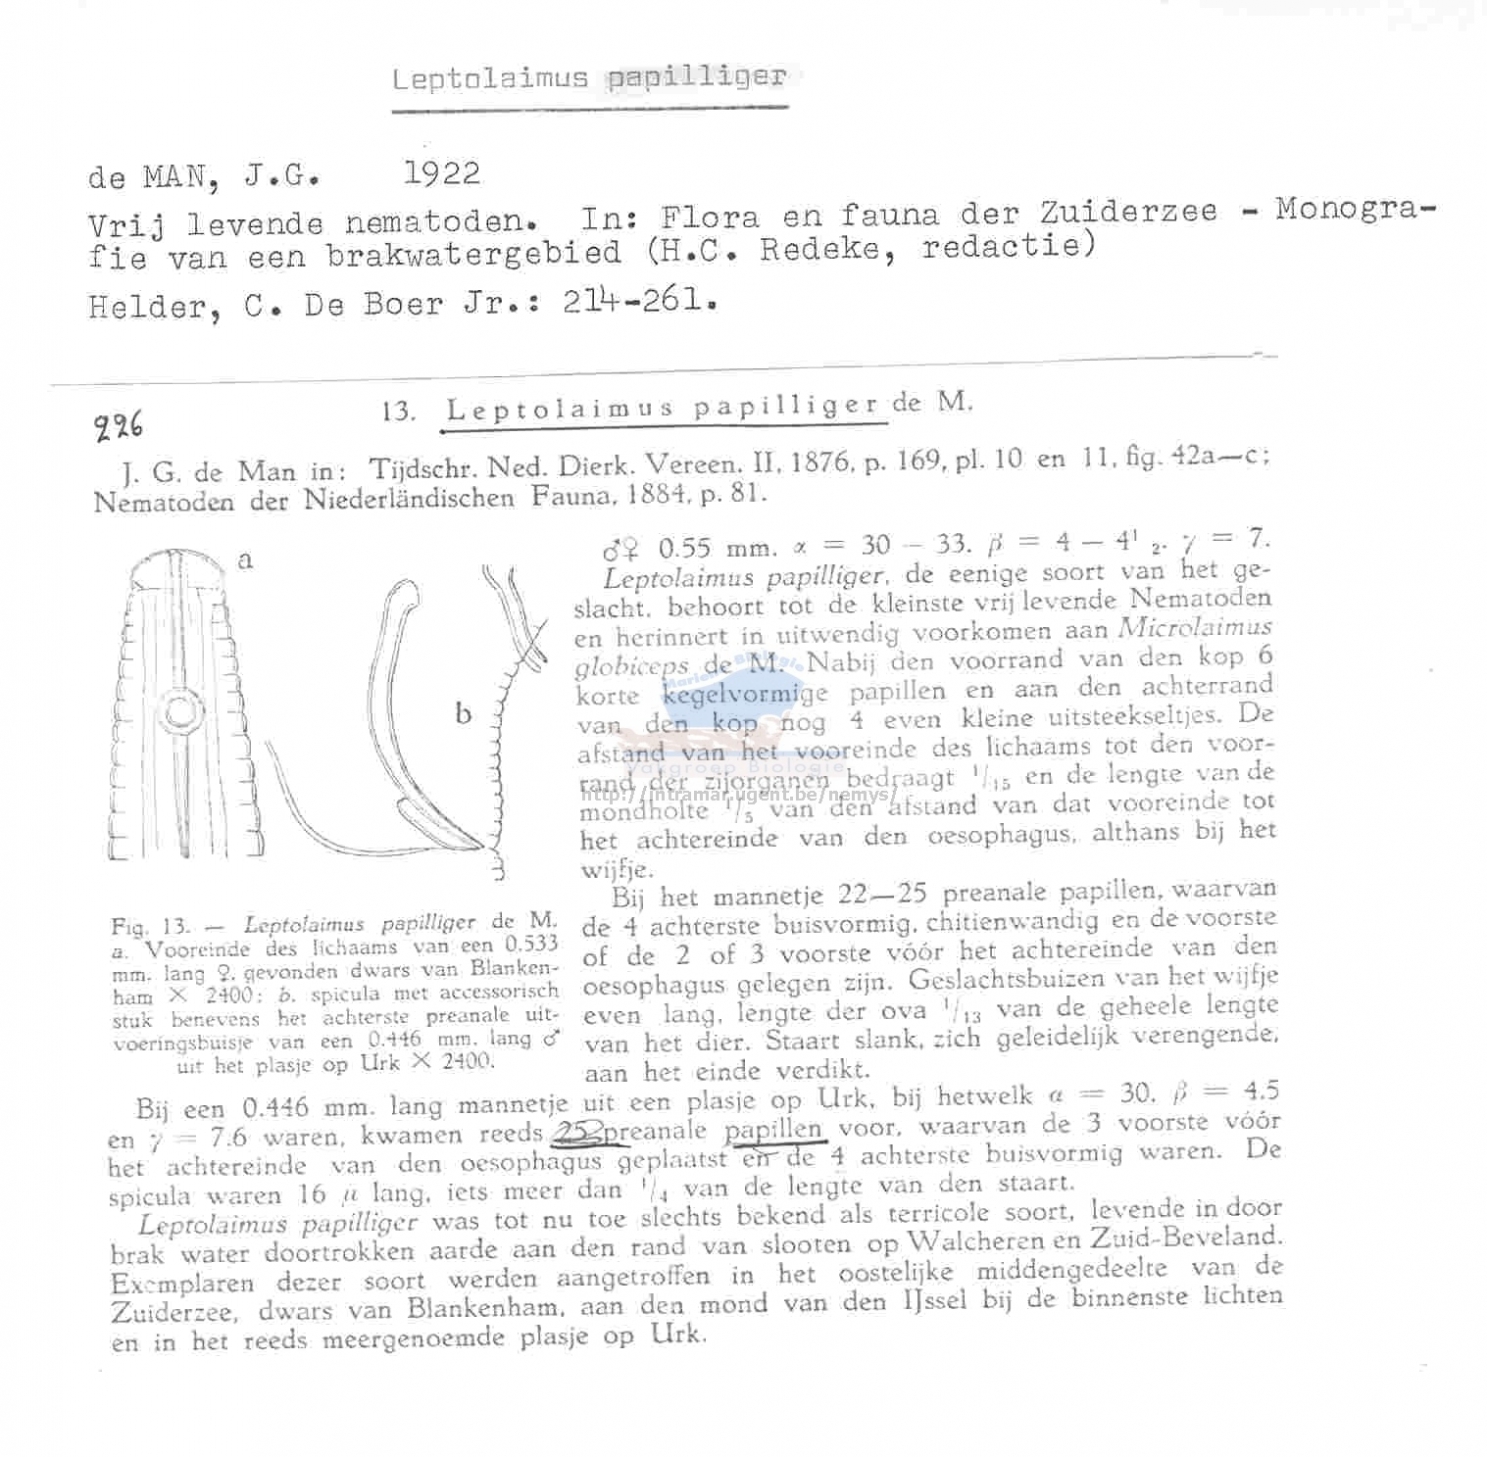 Leptolaimus papilliger
de MAN, J.G. 1922
Vrij levende nematoden. In: Flora en fauna der Zuiderzee - Monogra-
fie van een brakwatergebied (H.C. Redeke, redactie)
Helder, C. De Boer Jr.: 214-261.
226
13. Leptolaimus papilliger de M.
J. G. de Man in: Tijdschr. Ned. Dierk. Vereen. II, 1876, p. 169, pl. 10 en 11, fig. 42a—c;
Nematoden der Niederländischen Fauna, 1884, p. 81.
a
b
Fig. 13. — Leptolaimus papilliger de M.
a. Vooreinde des lichaams van een 0.533
mm. lang ♀, gevonden dwars van Blanken-
ham × 2400; b. spicula met accessorisch
stuk benevens het achterste preanale uit-
voeringsbuisje van een 0.446 mm. lang ♂
uit het plasje op Urk × 2400.
♂♀ 0.55 mm. α = 30 — 33. β = 4 — 4¹ ₂. γ = 7.
Leptolaimus papilliger, de eenige soort van het ge-
slacht, behoort tot de kleinste vrij levende Nematoden
en herinnert in uitwendig voorkomen aan Microlaimus
globiceps de M. Nabij den voorrand van den kop 6
korte kegelvormige papillen en aan den achterrand
van den kop nog 4 even kleine uitsteekseltjes. De
afstand van het vooreinde des lichaams tot den voor-
rand der zijorganen bedraagt ¹/₁₅ en de lengte van de
mondholte ¹/₅ van den afstand van dat vooreinde tot
het achtereinde van den oesophagus, althans bij het
wijfje.
Bij het mannetje 22—25 preanale papillen, waarvan
de 4 achterste buisvormig, chitienwandig en de voorste
of de 2 of 3 voorste vóór het achtereinde van den
oesophagus gelegen zijn. Geslachtsbuizen van het wijfje
even lang, lengte der ova ¹/₁₃ van de geheele lengte
van het dier. Staart slank, zich geleidelijk verengende,
aan het einde verdikt.
Bij een 0.446 mm. lang mannetje uit een plasje op Urk, bij hetwelk α = 30. β = 4.5
en γ = 7.6 waren, kwamen reeds 25 preanale papillen voor, waarvan de 3 voorste vóór
het achtereinde van den oesophagus geplaatst en de 4 achterste buisvormig waren. De
spicula waren 16 μ lang, iets meer dan ¹/₄ van de lengte van den staart.
Leptolaimus papilliger was tot nu toe slechts bekend als terricole soort, levende in door
brak water doortrokken aarde aan den rand van slooten op Walcheren en Zuid-Beveland.
Exemplaren dezer soort werden aangetroffen in het oostelijke middengedeelte van de
Zuiderzee, dwars van Blankenham, aan den mond van den IJssel bij de binnenste lichten
en in het reeds meergenoemde plasje op Urk.
Mariene Biologie
Vakgroep Biologie
http://intramar.ugent.be/nemys/